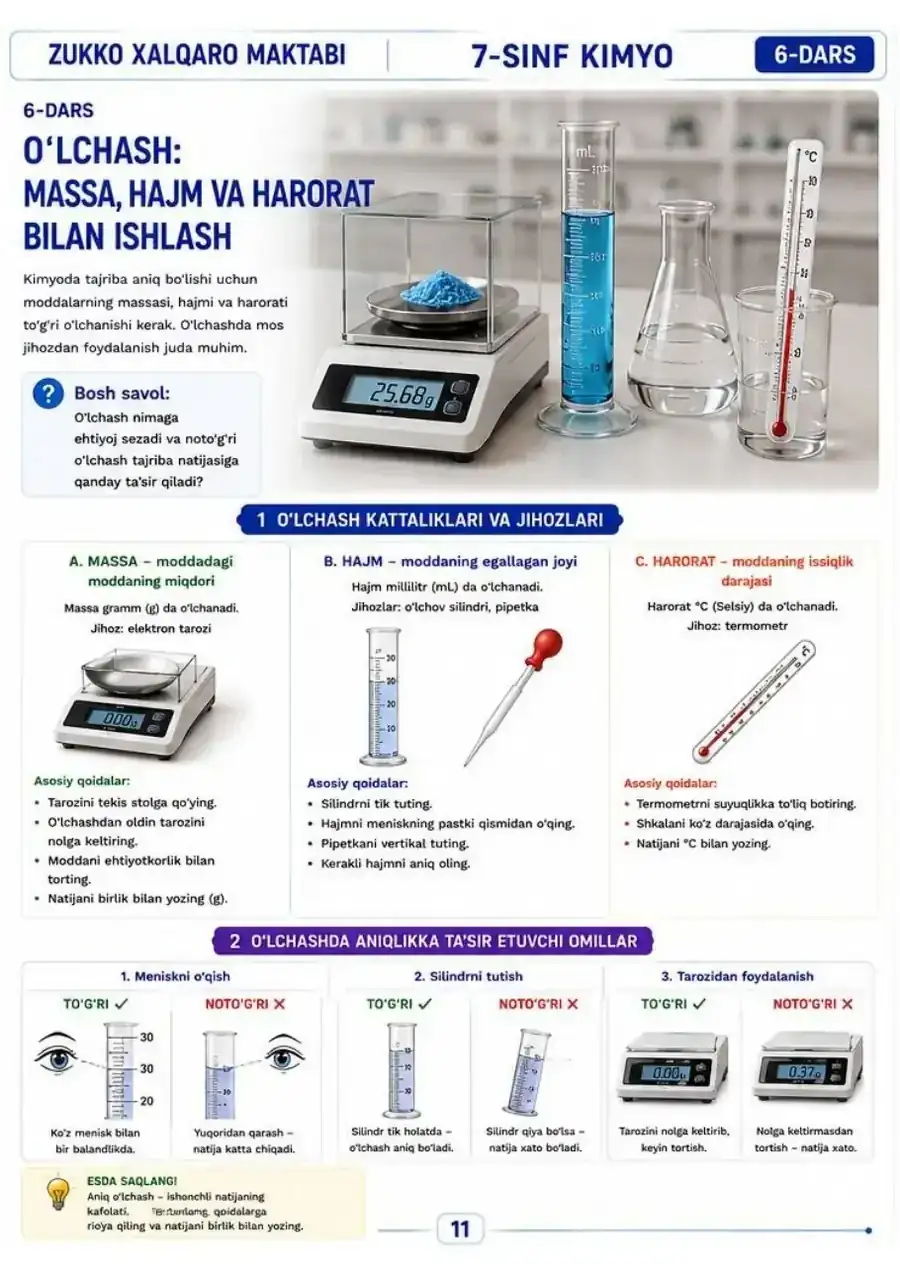 ZUKKO XALQARO MAKTABI
7-SINF KIMYO
6-DARS
6-DARS
O‘LCHASH:
MASSA, HAJM VA HARORAT
BILAN ISHLASH
Kimyoda tajriba aniq bo'lishi uchun
moddalarning massasi, hajmi va harorati
to'g'ri o'lchanishi kerak. O'lchashda mos
jihozdan foydalanish juda muhim.
? Bosh savol:
O'lchash nimaga
ehtiyoj sezadi va noto'g'ri
o'lchash tajriba natijasiga
qanday ta'sir qiladi?
mL
°C
25.68g
1 O‘LCHASH KATTALIKLARI VA JIHOZLARI
A. MASSA – moddadagi
moddaning miqdori
Massa gramm (g) da o'lchanadi.
Jihoz: elektron tarozi
0.00g
Asosiy qoidalar:
• Tarozini tekis stolga qo'ying.
• O'lchashdan oldin tarozini
nolga keltiring.
• Moddani ehtiyotkorlik bilan
torting.
• Natijani birlik bilan yozing (g).
B. HAJM – moddaning egallagan joyi
Hajm millilitr (mL) da o'lchanadi.
Jihozlar: o'lchov silindri, pipetka
30
20
20
10
Asosiy qoidalar:
• Silindrni tik tuting.
• Hajmni meniskning pastki qismidan o'qing.
• Pipetkani vertikal tuting.
• Kerakli hajmni aniq oling.
C. HARORAT – moddaning issiqlik
darajasi
Harorat °C (Selsiy) da o'lchanadi.
Jihoz: termometr
Asosiy qoidalar:
• Termometrni suyuqlikka to'liq botiring.
• Shkalani ko'z darajasida o'qing.
• Natijani °C bilan yozing.
2 O‘LCHASHDA ANIQLIKKA TA'SIR ETUVCHI OMILLAR
1. Meniskni o'qish
TO'G'RI ✓
NOTO'G'RI ✕
30
30
20
Ko'z menisk bilan
bir balandlikda.
Yuqoridan qarash –
natija katta chiqadi.
2. Silindrni tutish
TO'G'RI ✓
NOTO'G'RI ✕
Silindr tik holatda –
o'lchash aniq bo'ladi.
Silindr qiya bo'lsa –
natija xato bo'ladi.
3. Tarozidan foydalanish
TO'G'RI ✓
NOTO'G'RI ✕
0.00g
0.37g
Tarozini nolga keltirib,
keyin tortish.
Nolga keltirmasdan
tortish – natija xato.
ESDA SAQLANG!
Aniq o'lchash – ishonchli natijaning
kafolati. qoidalarga
rioya qiling va natijani birlik bilan yozing.
11